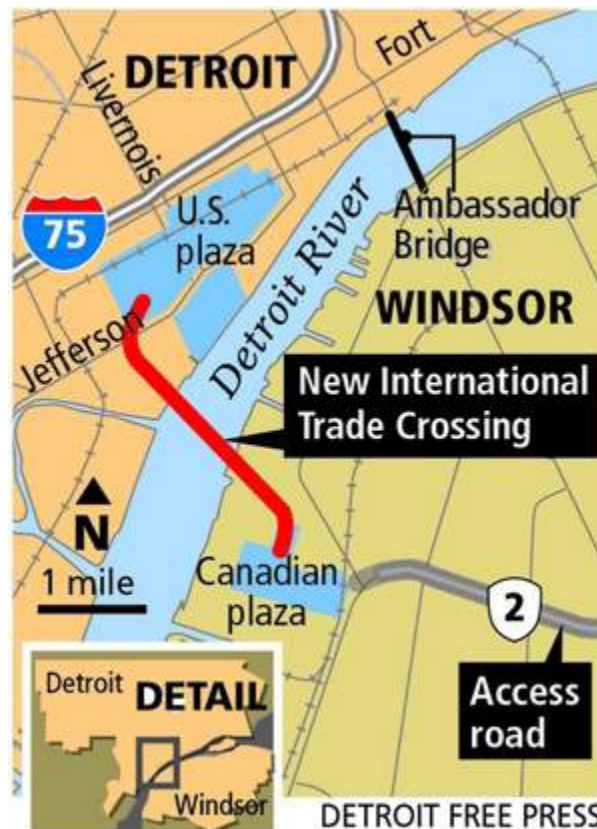 DETROIT
Fort
Livernois
75
U.S.
plaza
Ambassador
Bridge
Detroit River
WINDSOR
Jefferson
New International
Trade Crossing
N
1 mile
Canadian
plaza
2
Access
road
Detroit
DETAIL
Windsor
DETROIT FREE PRESS